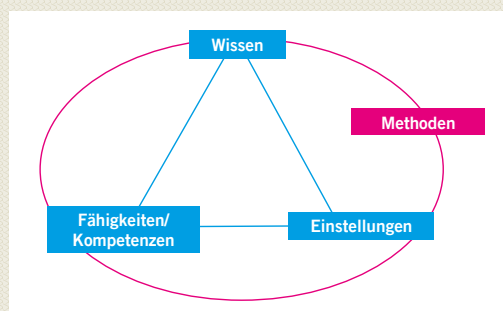 Wissen
Methoden
Fähigkeiten/
Kompetenzen
Einstellungen